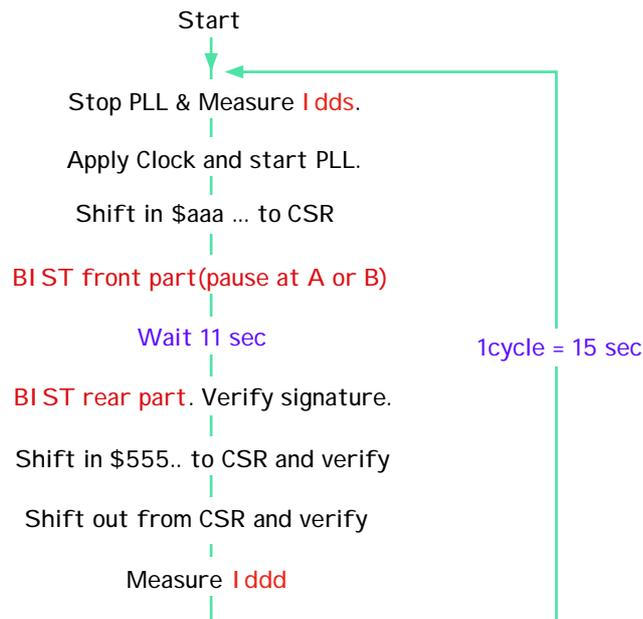 Start
Stop PLL & Measure Idds.
Apply Clock and start PLL.
Shift in $aaa ... to CSR
BIST front part(pause at A or B)
Wait 11 sec
1cycle = 15 sec
BIST rear part. Verify signature.
Shift in $555.. to CSR and verify
Shift out from CSR and verify
Measure Iddd